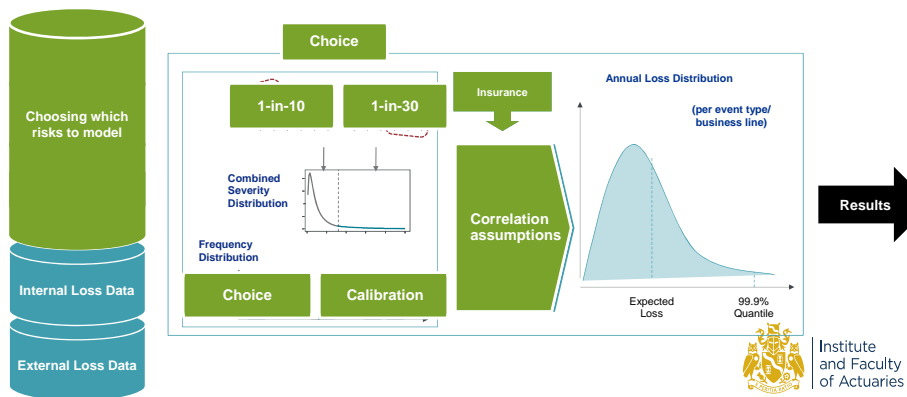 Choice
Choosing which
risks to model
Internal Loss Data
External Loss Data
1-in-10
1-in-30
Combined
Severity
Distribution
Frequency
Distribution
Choice
Calibration
Insurance
Correlation
assumptions
Annual Loss Distribution
(per event type/
business line)
Expected
Loss
99.9%
Quantile
Results
Institute
and Faculty
of Actuaries